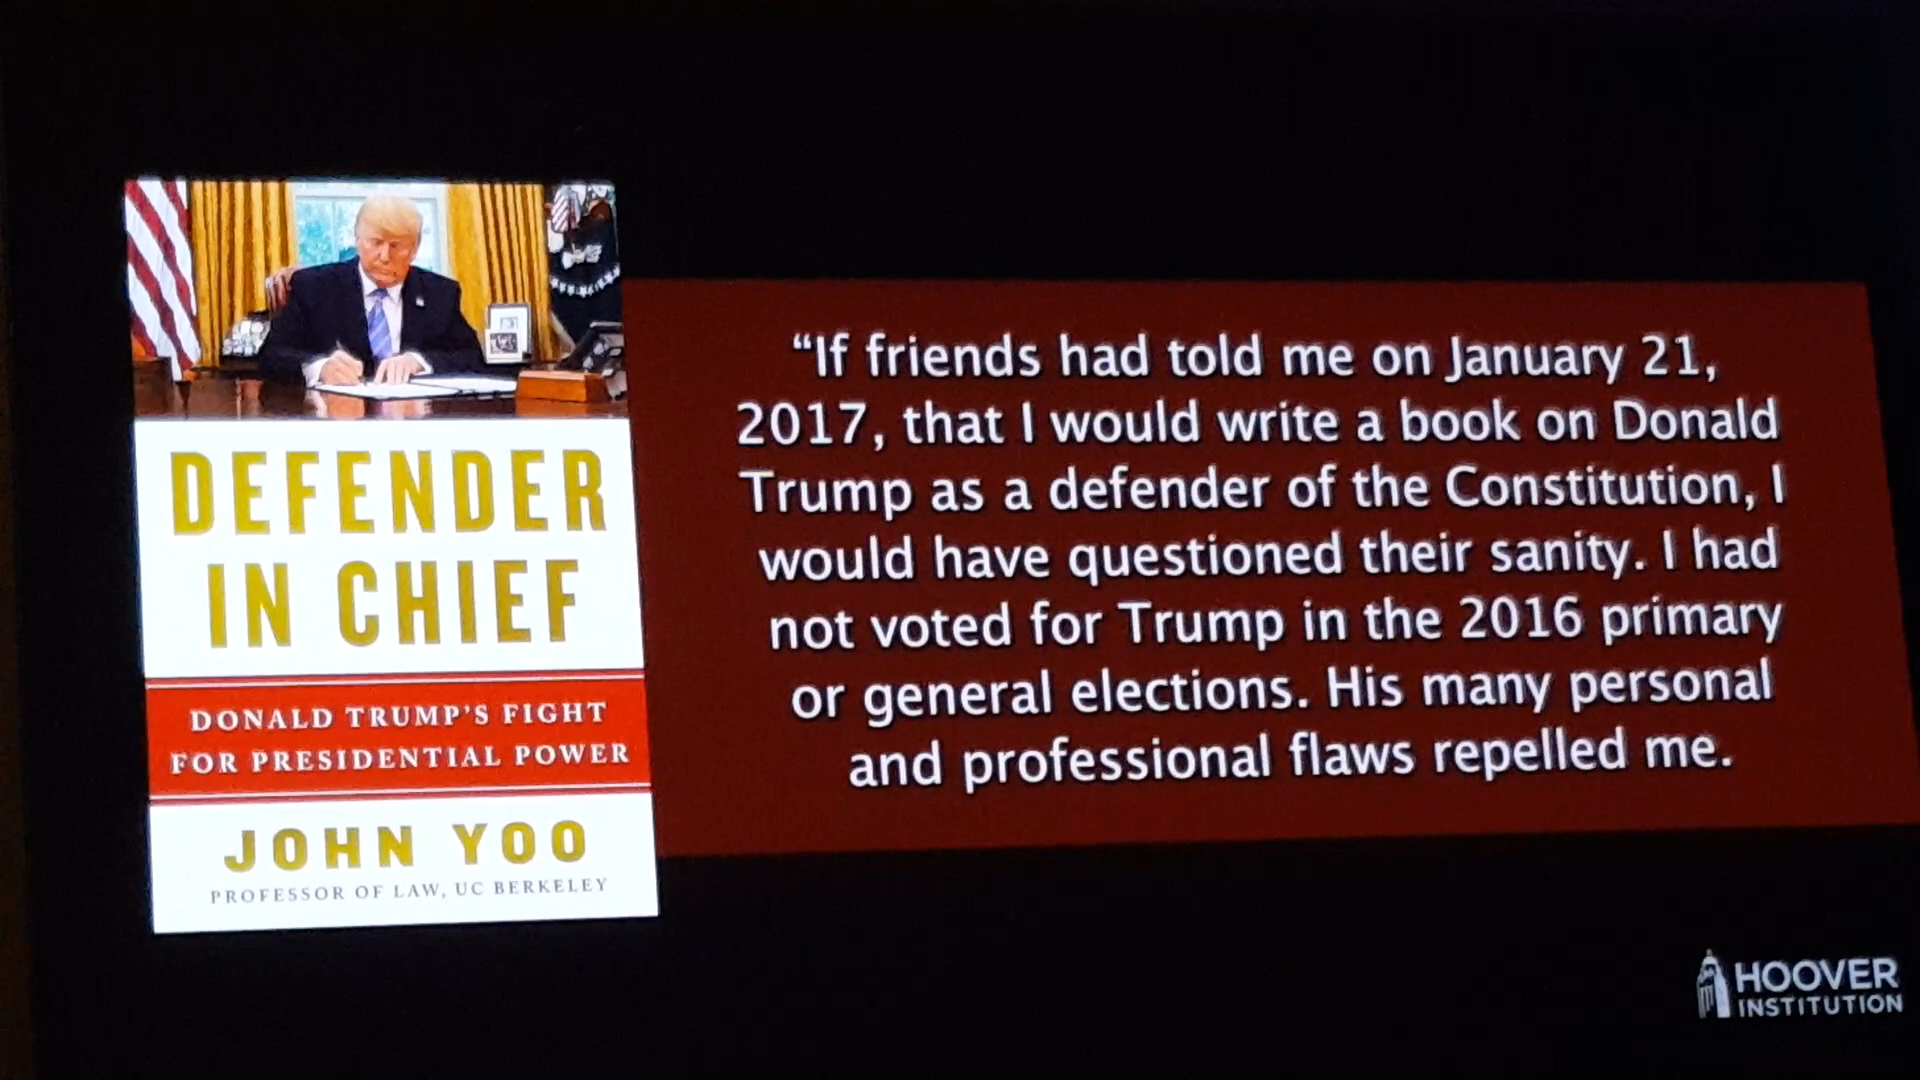 DEFENDER
IN CHIEF
DONALD TRUMP'S FIGHT
FOR PRESIDENTIAL POWER
JOHN YOO
PROFESSOR OF LAW, UC BERKELEY
“If friends had told me on January 21,
2017, that I would write a book on Donald
Trump as a defender of the Constitution, I
would have questioned their sanity. I had
not voted for Trump in the 2016 primary
or general elections. His many personal
and professional flaws repelled me.
HOOVER
INSTITUTION